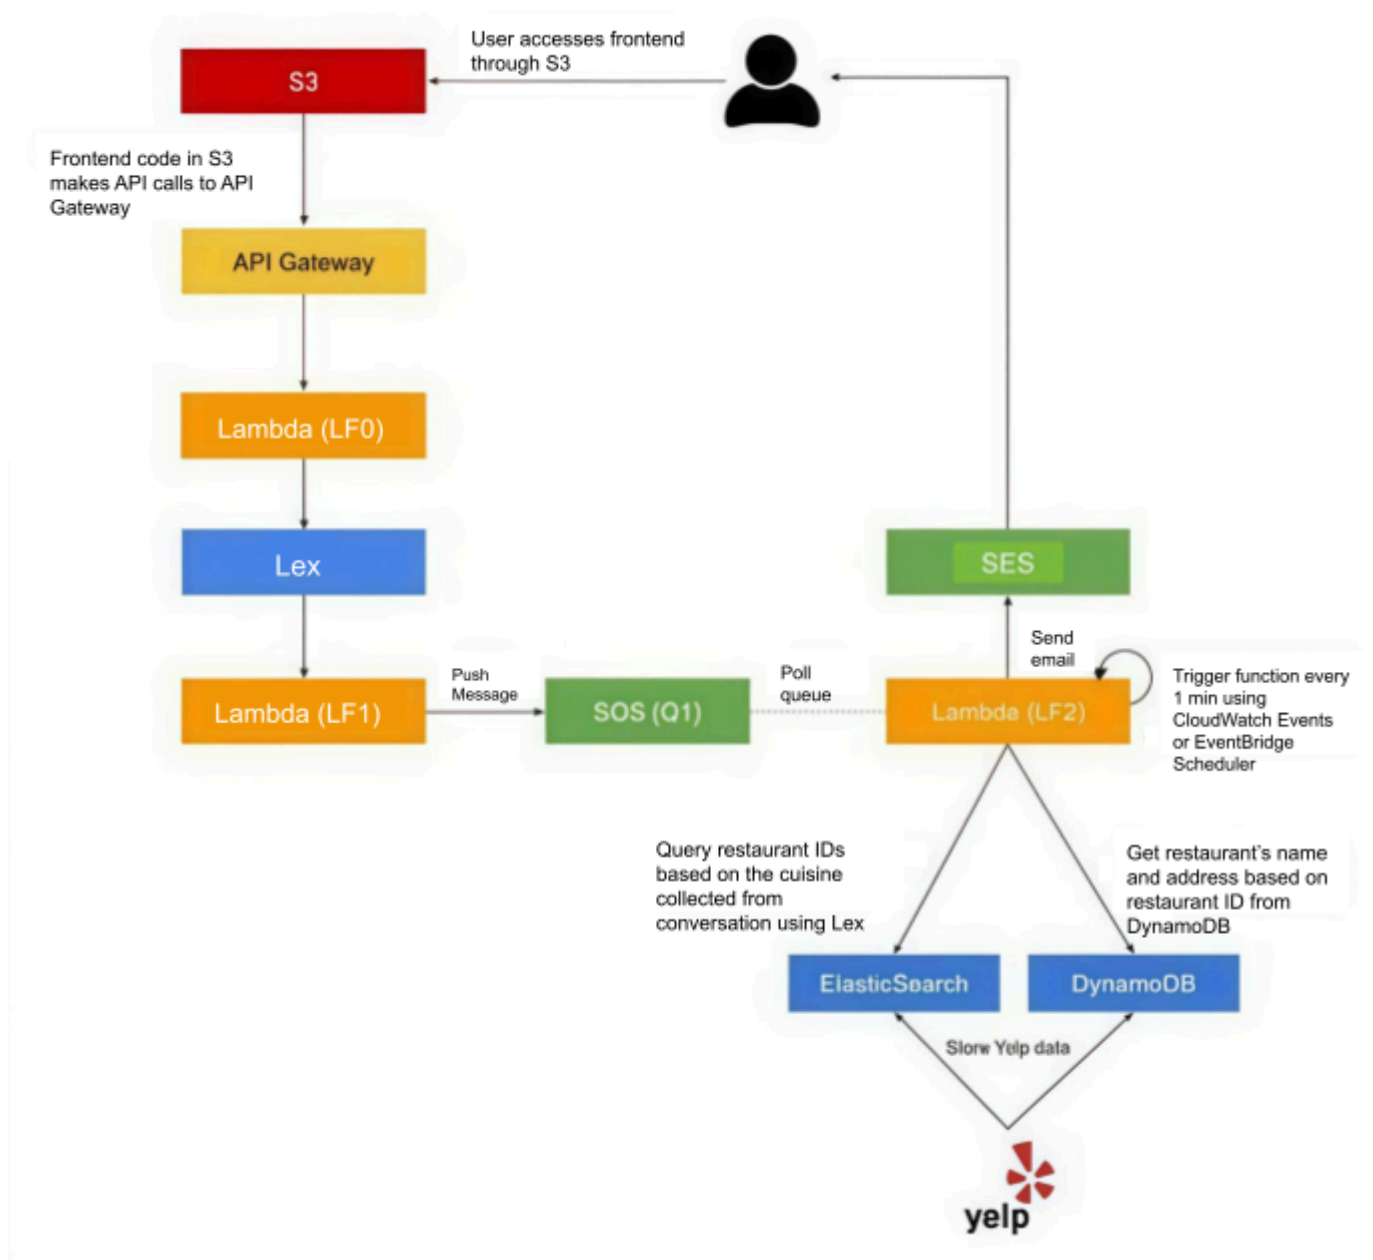 User accesses frontend
through S3
S3
Frontend code in S3
makes API calls to API
Gateway
API Gateway
Lambda (LF0)
Lex
SES
Send
email
Push
Message
Poll
queue
Lambda (LF1)
SOS (Q1)
Lambda (LF2)
Trigger function every
1 min using
CloudWatch Events
or EventBridge
Scheduler
Query restaurant IDs
based on the cuisine
collected from
conversation using Lex
Get restaurant's name
and address based on
restaurant ID from
DynamoDB
ElasticSearch
DynamoDB
Yelp data
yelp